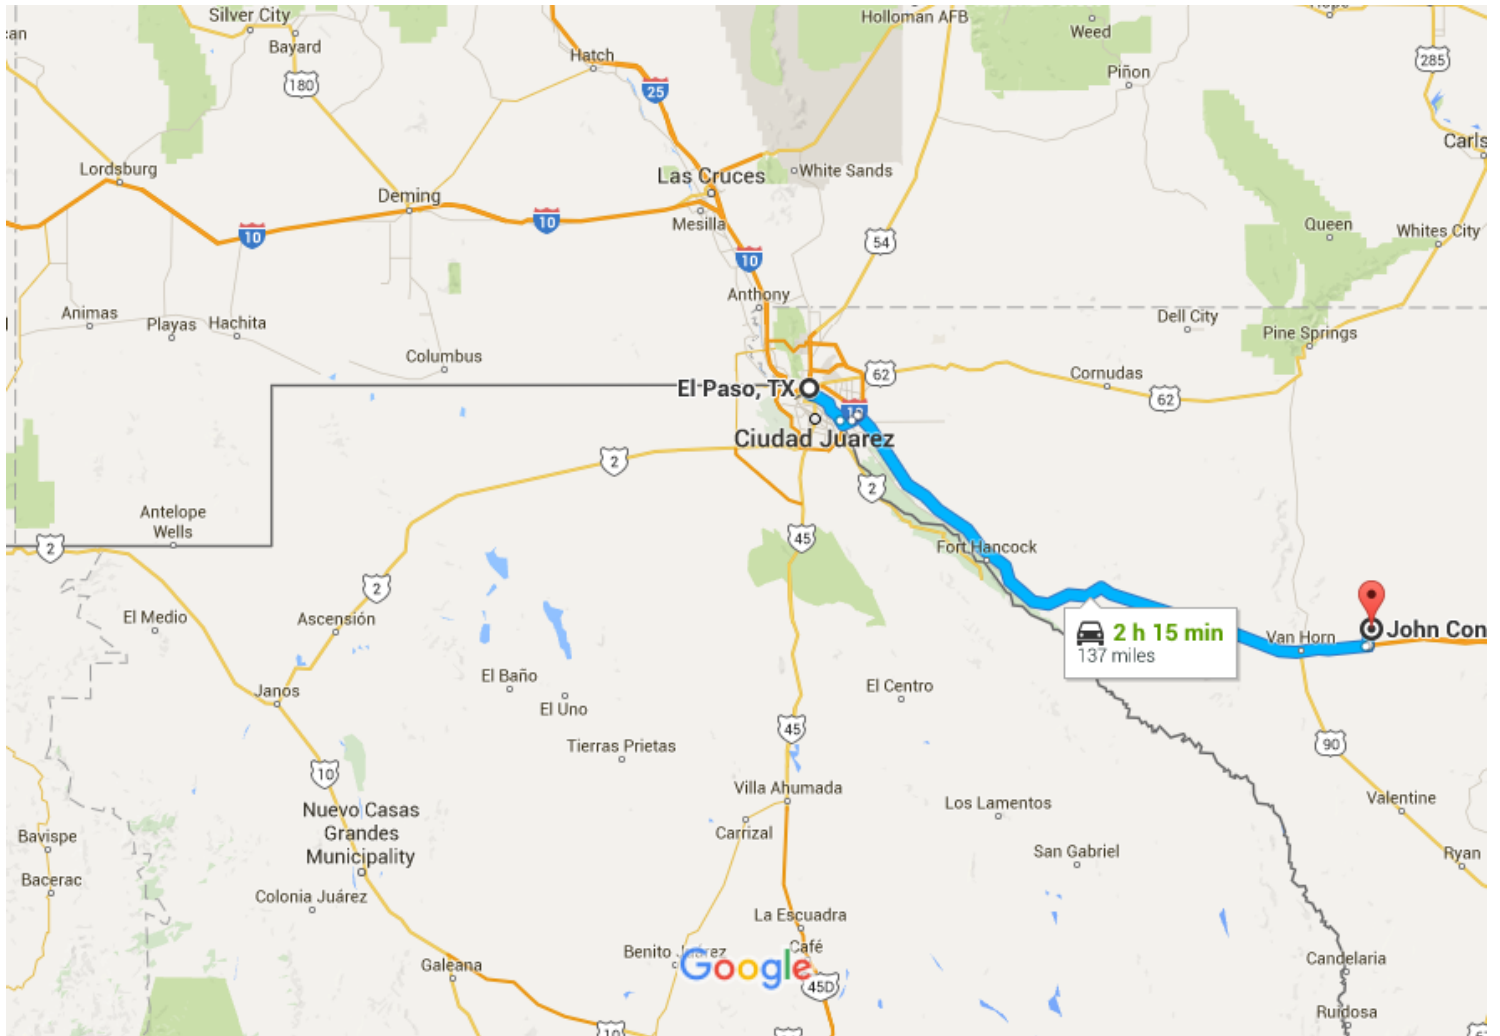 Silver City
Holloman AFB
can
Bayard
Weed
285
Hatch
180
25
Piñon
Carls
Lordsburg
Las Cruces
White Sands
Deming
10
10
Mesilla
54
Queen
Whites City
10
Anthony
Animas
Playas
Hachita
Dell City
Pine Springs
Columbus
62
Cornudas
62
El Paso, TX
10
Ciudad Juarez
2
2
Antelope
Wells
2
45
Fort Hancock
2
El Medio
Ascensión
2 h 15 min
137 miles
Van Horn
John Con
Janos
El Baño
El Uno
El Centro
Tierras Prietas
45
90
10
Villa Ahumada
Nuevo Casas
Grandes
Municipality
Carrizal
Los Lamentos
Valentine
Bavispe
San Gabriel
Ryan
Bacerac
Colonia Juárez
La Escuadra
Benito Juárez
Café
Google
Galeana
45D
Candelaria
Ruidosa
10